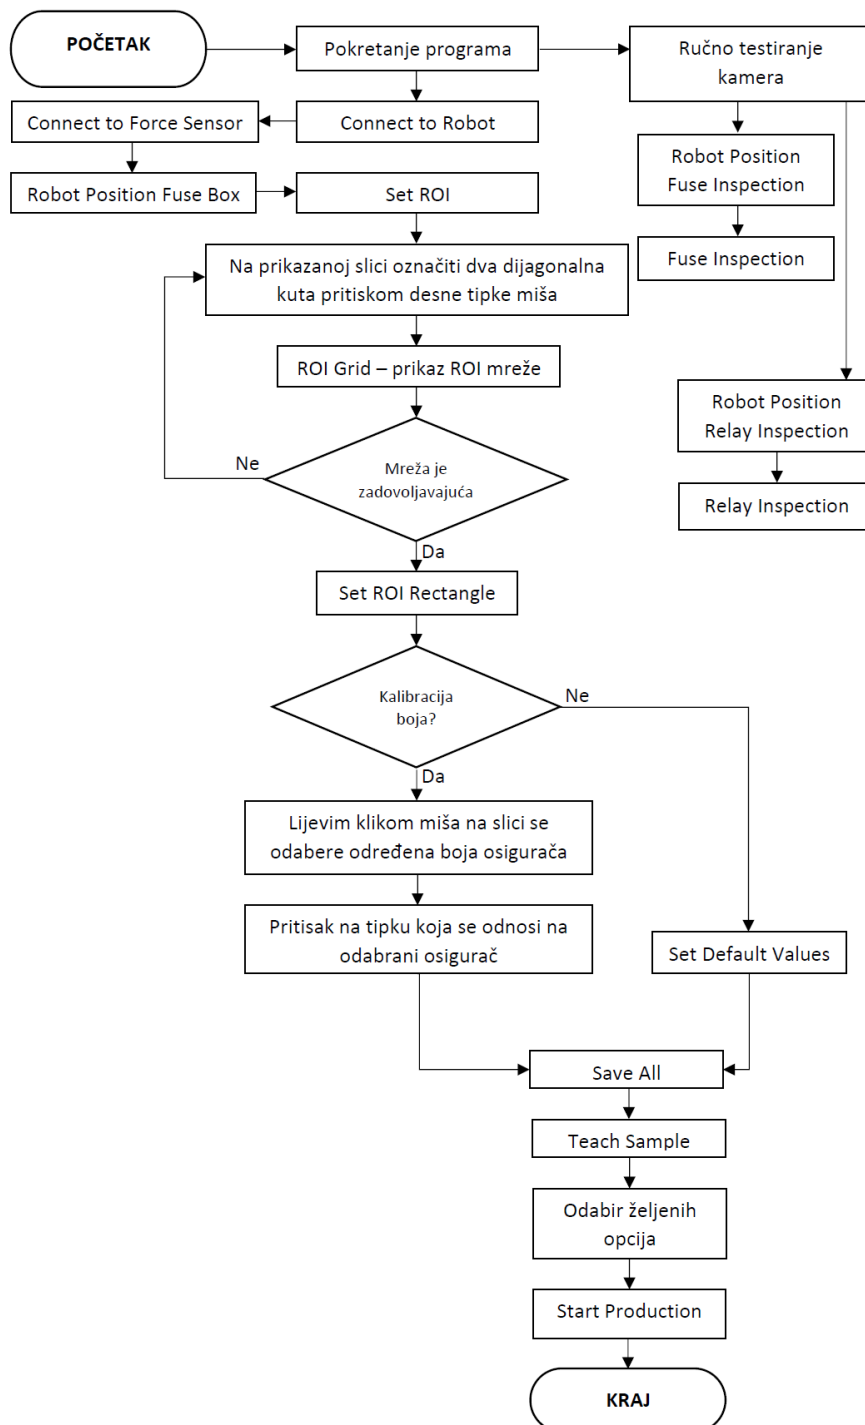 POČETAK
Pokretanje programa
Ručno testiranje
kamera
Connect to Force Sensor
Connect to Robot
Robot Position
Fuse Inspection
Robot Position Fuse Box
Set ROI
Fuse Inspection
Na prikazanoj slici označiti dva dijagonalna
kuta pritiskom desne tipke miša
ROI Grid – prikaz ROI mreže
Robot Position
Relay Inspection
Ne
Mreža je
zadovoljavajuća
Relay Inspection
Da
Set ROI Rectangle
Kalibracija
boja?
Ne
Da
Lijevim klikom miša na slici se
odabere određena boja osigurača
Pritisak na tipku koja se odnosi na
odabrani osigurač
Set Default Values
Save All
Teach Sample
Odabir željenih
opcija
Start Production
KRAJ